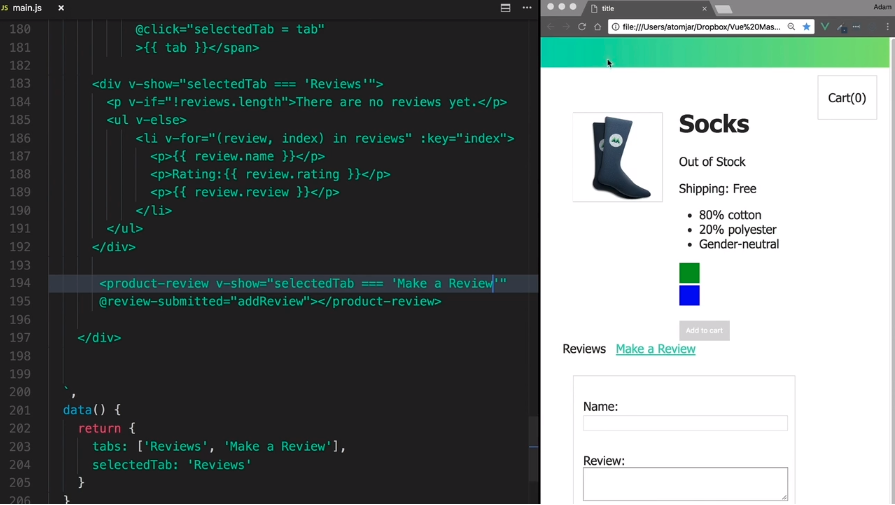 main.js
180 @click="selectedTab = tab"
181 >{{ tab }}</span>
182
183 <div v-show="selectedTab === 'Reviews'">
184 <p v-if="!reviews.length">There are no reviews yet.</p>
185 <ul v-else>
186 <li v-for="(review, index) in reviews" :key="index">
187 <p>{{ review.name }}</p>
188 <p>Rating:{{ review.rating }}</p>
189 <p>{{ review.review }}</p>
190 </li>
191 </ul>
192 </div>
193
194 <product-review v-show="selectedTab === 'Make a Review'"
195 @review-submitted="addReview"></product-review>
196
197 </div>
198
199
200 `,
201 data() {
202 return {
203 tabs: ['Reviews', 'Make a Review'],
204 selectedTab: 'Reviews'
205 }
206 }
title
Adam
file:///Users/atomjar/Dropbox/Vue%20Mas...
Cart(0)
Socks
Out of Stock
Shipping: Free
80% cotton
20% polyester
Gender-neutral
Add to cart
Reviews Make a Review
Name:
Review: